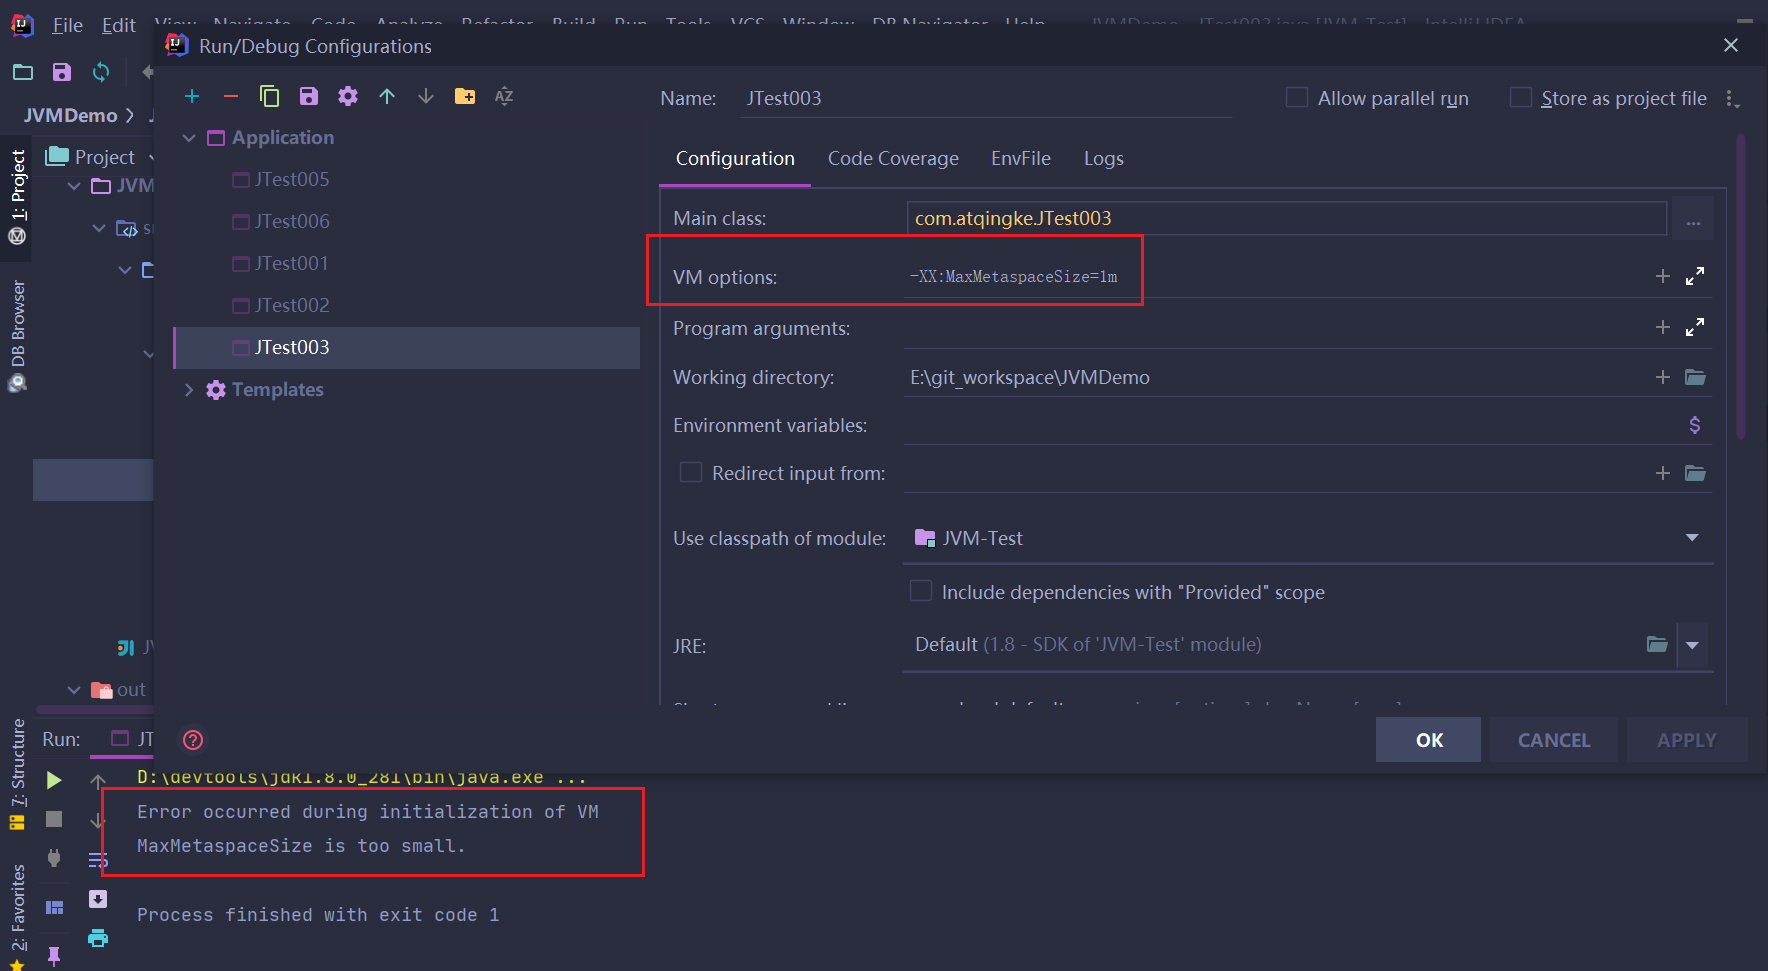 File Edit View Navigate Code Analyze Refactor Build Run Tools VCS Window DB Navigator Help JVMDemo - JTest003.java [JVM-Test] - IntelliJ IDEA
Run/Debug Configurations
JVMDemo
1: Project
Project
JVM
DB Browser
7: Structure
2: Favorites
out
Application
JTest005
JTest006
JTest001
JTest002
JTest003
Templates
Name: JTest003
Allow parallel run
Store as project file
Configuration Code Coverage EnvFile Logs
Main class: com.atqingke.JTest003 ...
VM options: -XX:MaxMetaspaceSize=1m
Program arguments:
Working directory: E:\git_workspace\JVMDemo
Environment variables:
Redirect input from:
Use classpath of module: JVM-Test
Include dependencies with "Provided" scope
JRE: Default (1.8 - SDK of 'JVM-Test' module)
OK CANCEL APPLY
Run: JT
D:\devtools\jdk1.8.0_281\bin\java.exe ...
Error occurred during initialization of VM
MaxMetaspaceSize is too small.
Process finished with exit code 1